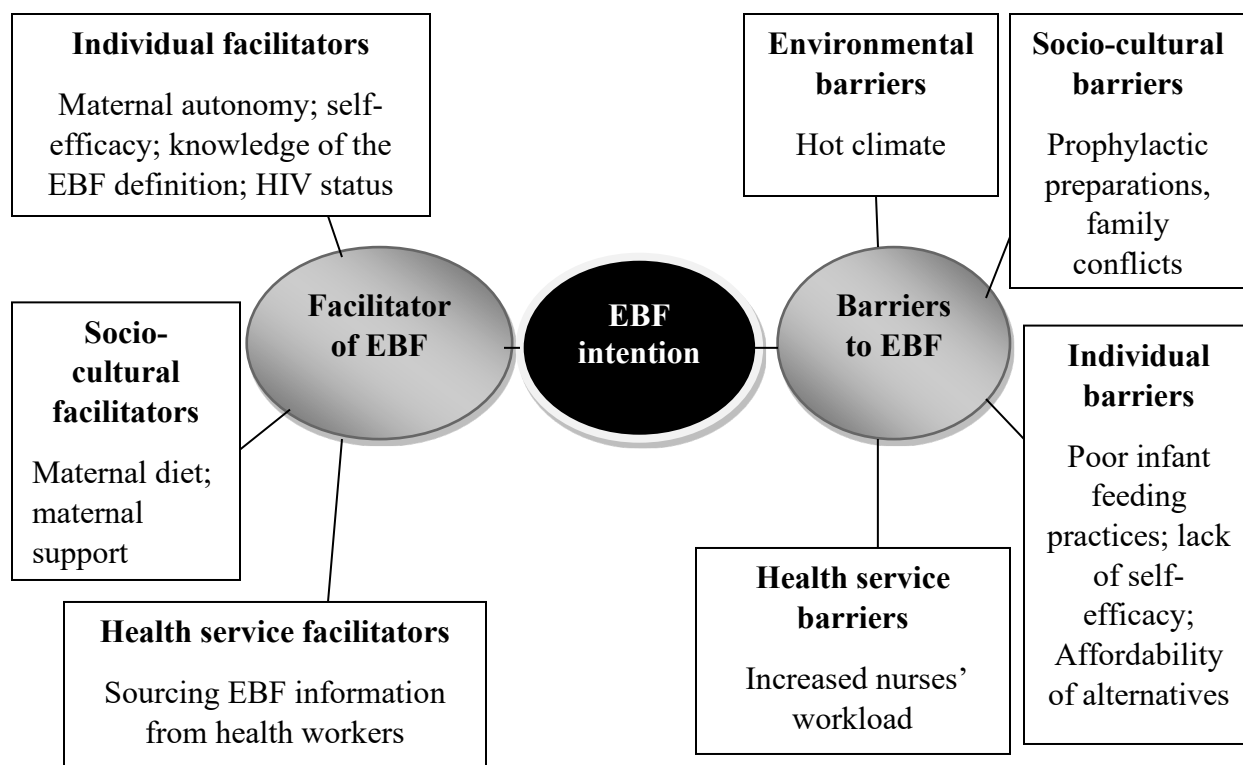 Individual facilitators
Maternal autonomy; self-
efficacy; knowledge of the
EBF definition; HIV status
Environmental
barriers
Hot climate
Socio-cultural
barriers
Prophylactic
preparations,
family
conflicts
Facilitator
of EBF
EBF
intention
Barriers
to EBF
Socio-
cultural
facilitators
Maternal diet;
maternal
support
Individual
barriers
Poor infant
feeding
practices; lack
of self-
efficacy;
Affordability
of alternatives
Health service facilitators
Sourcing EBF information
from health workers
Health service
barriers
Increased nurses’
workload